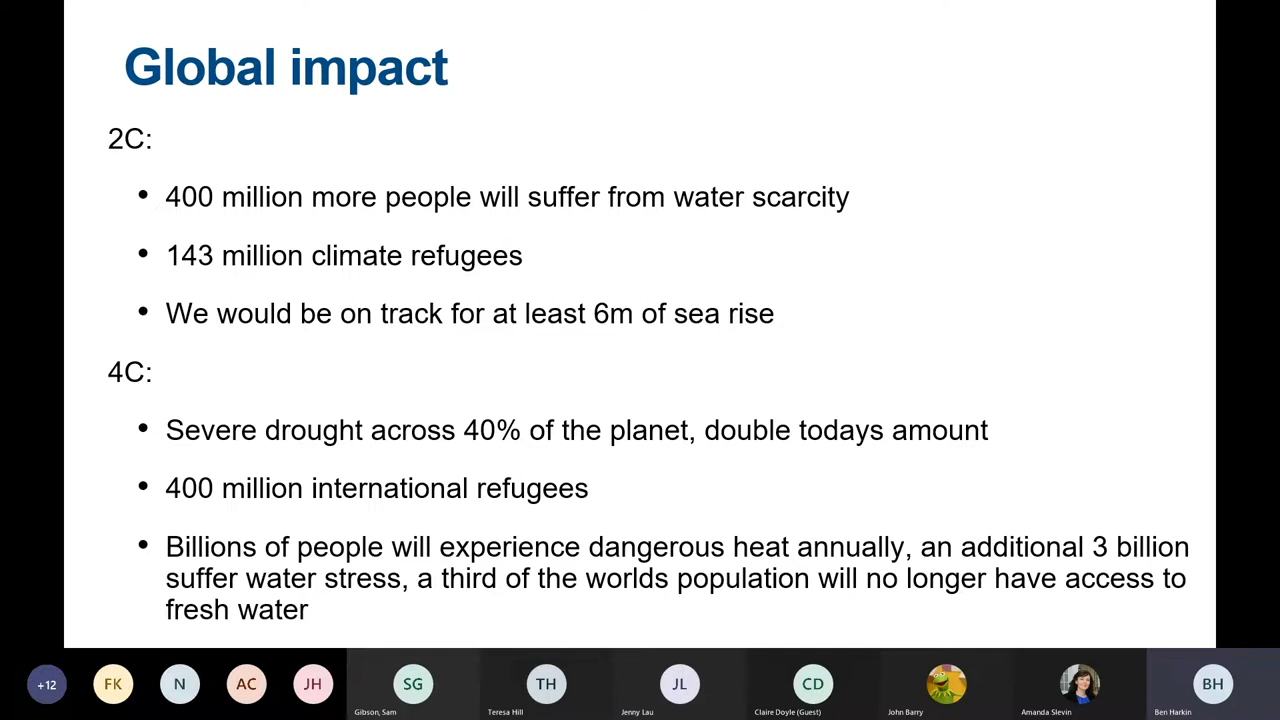 Global impact
2C:
• 400 million more people will suffer from water scarcity
• 143 million climate refugees
• We would be on track for at least 6m of sea rise
4C:
• Severe drought across 40% of the planet, double todays amount
• 400 million international refugees
• Billions of people will experience dangerous heat annually, an additional 3 billion
suffer water stress, a third of the worlds population will no longer have access to
fresh water
+12 FK N AC JH SG TH JL CD BH
Gibson, Sam Teresa Hill Jenny Lau Claire Doyle (Guest) John Barry Amanda Slevin Ben Harkin